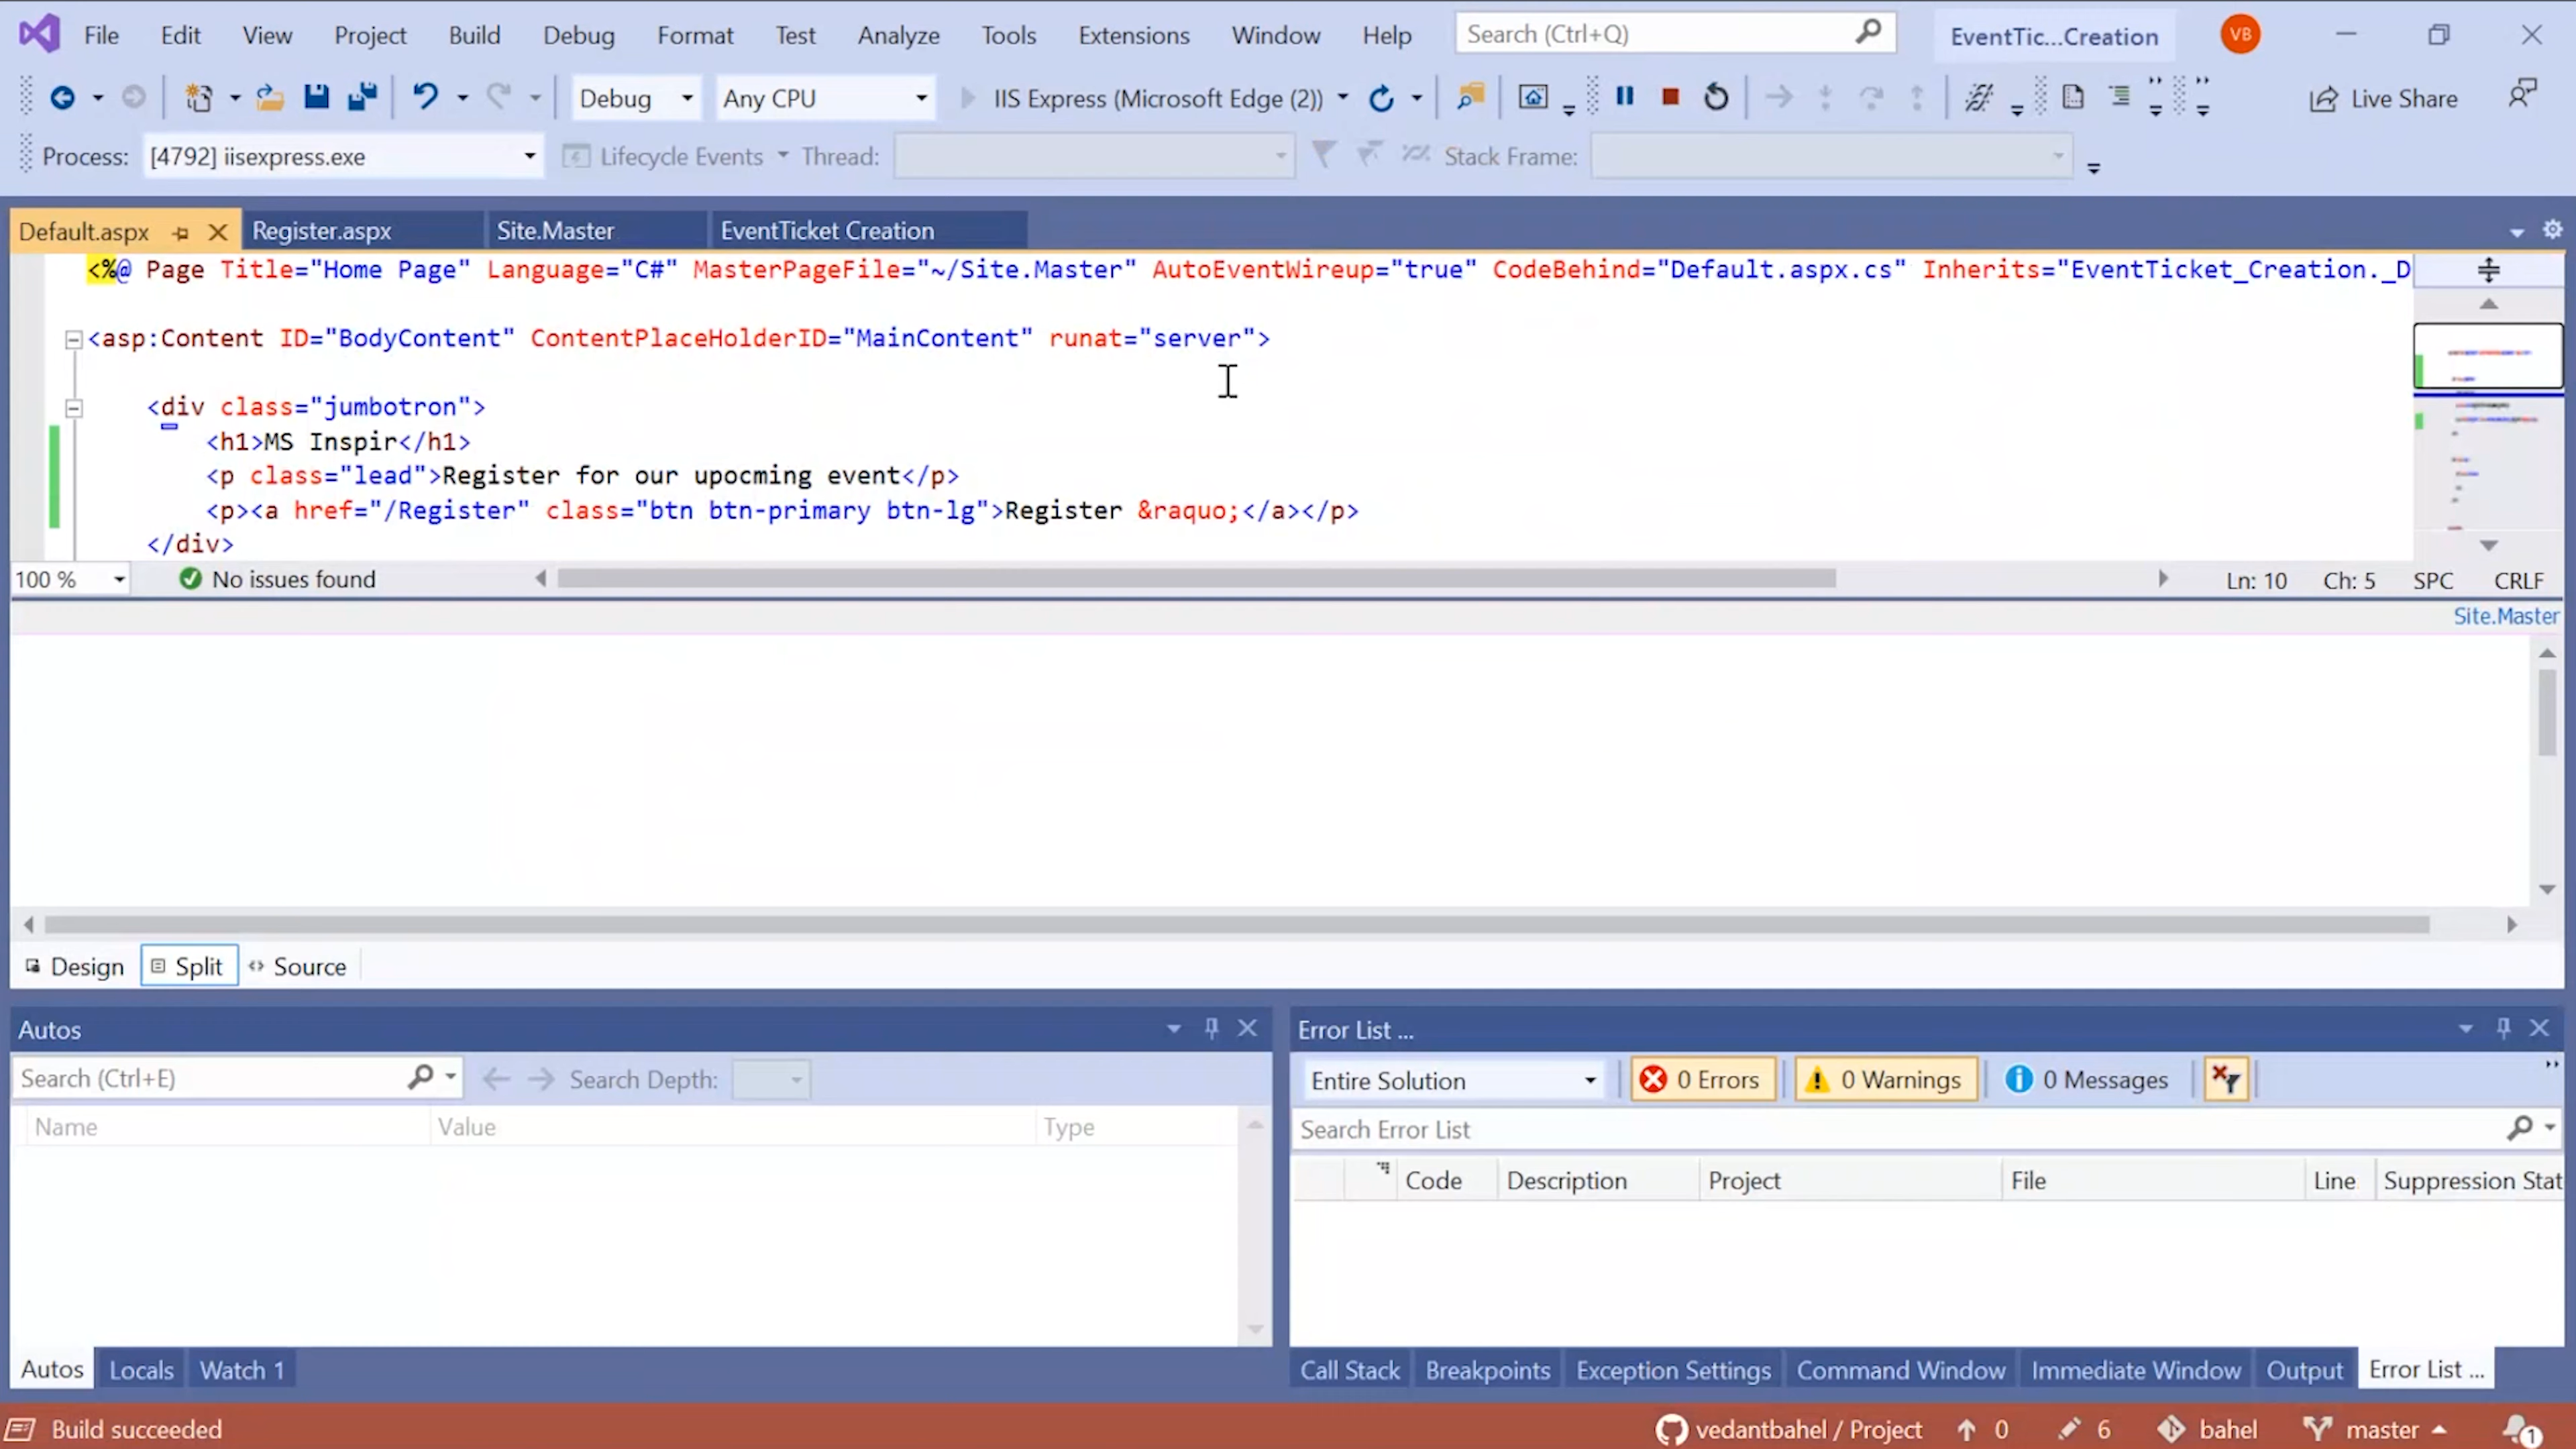 File Edit View Project Build Debug Format Test Analyze Tools Extensions Window Help Search (Ctrl+Q) EventTic...Creation VB
Debug Any CPU IIS Express (Microsoft Edge (2)) Live Share
Process: [4792] iisexpress.exe Lifecycle Events Thread: Stack Frame:
Default.aspx Register.aspx Site.Master EventTicket Creation
<%@ Page Title="Home Page" Language="C#" MasterPageFile="~/Site.Master" AutoEventWireup="true" CodeBehind="Default.aspx.cs" Inherits="EventTicket_Creation._D
<asp:Content ID="BodyContent" ContentPlaceHolderID="MainContent" runat="server">
<div class="jumbotron">
<h1>MS Inspir</h1>
<p class="lead">Register for our upocming event</p>
<p><a href="/Register" class="btn btn-primary btn-lg">Register &raquo;</a></p>
</div>
100 % No issues found Ln: 10 Ch: 5 SPC CRLF
Site.Master
Design Split Source
Autos
Search (Ctrl+E) Search Depth:
Name Value Type
Autos Locals Watch 1
Error List ...
Entire Solution 0 Errors 0 Warnings 0 Messages
Search Error List
Code Description Project File Line Suppression Stat
Call Stack Breakpoints Exception Settings Command Window Immediate Window Output Error List ...
Build succeeded vedantbahel / Project 0 6 bahel master 1